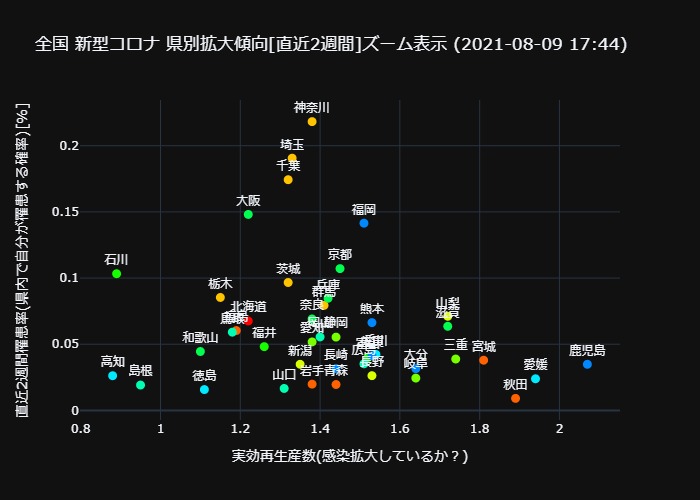 全国 新型コロナ 県別拡大傾向[直近2週間]ズーム表示 (2021-08-09 17:44)
直近2週間罹患率(県内で自分が罹患する確率) [%]
0.2
0.15
0.1
0.05
0
神奈川
埼玉
千葉
大阪
福岡
石川
京都
茨城
栃木
兵庫
群馬
奈良
北海道
熊本
山梨
滋賀
愛知
静岡
福井
和歌山
新潟
長崎
長野
三重
宮城
大分
岐阜
鹿児島
高知
島根
徳島
山口
岩手
青森
愛媛
秋田
0.8
1
1.2
1.4
1.6
1.8
2
実効再生産数(感染拡大しているか？)